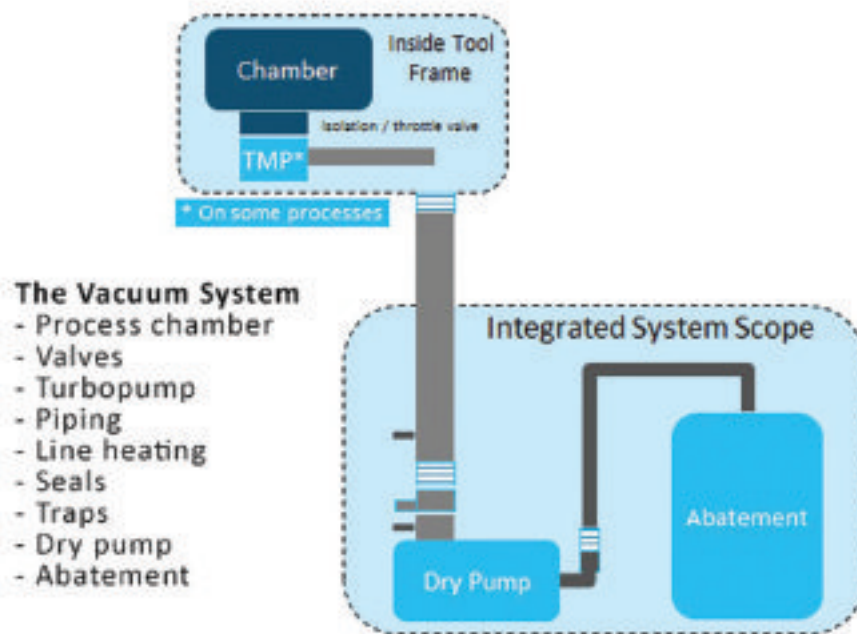 Chamber
Inside Tool
Frame
Isolation / throttle valve
TMP*
* On some processes
The Vacuum System
- Process chamber
- Valves
- Turbopump
- Piping
- Line heating
- Seals
- Traps
- Dry pump
- Abatement
Integrated System Scope
Abatement
Dry Pump